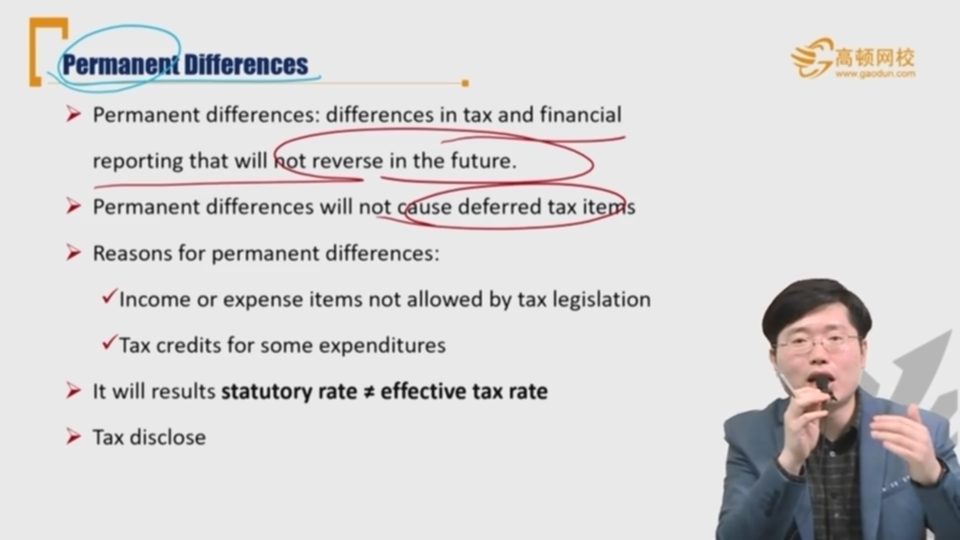 Permanent Differences
高顿网校
www.gaodun.com
Permanent differences: differences in tax and financial
reporting that will not reverse in the future.
Permanent differences will not cause deferred tax items
Reasons for permanent differences:
Income or expense items not allowed by tax legislation
Tax credits for some expenditures
It will results statutory rate ≠ effective tax rate
Tax disclose